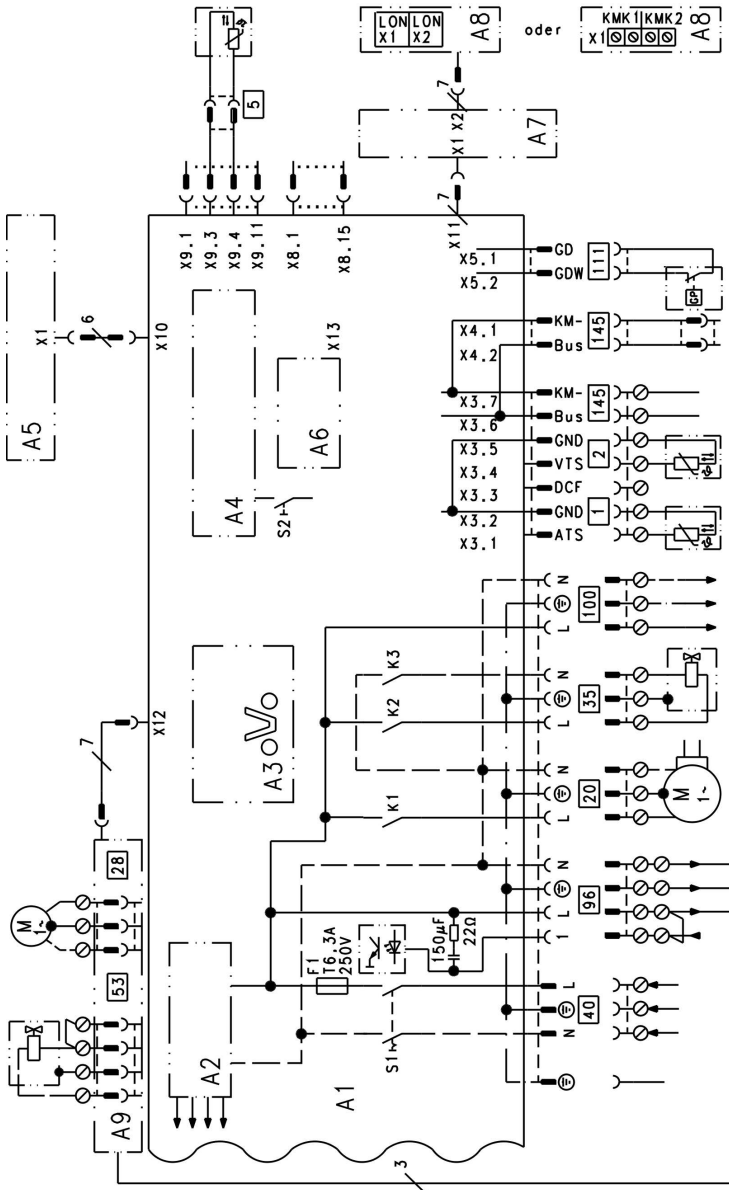 LON LON
X1 X2
A8
oder
KMK1 KMK2
X1
A8
ϑ
5
7
X1 X2
A7
7
X11
A5
X1
6
X10
X9.1
X9.3
X9.4
X9.11
X8.1
X8.15
X13
A4
A6
S2
X5.1 GD
X5.2 GDW
111
GP
X4.1 KM-
X4.2 Bus
145
X3.7 KM-
X3.6 Bus
145
X3.5 GND
X3.4 VTS
2
X3.3 DCF
X3.2 GND
X3.1 ATS
1
ϑ
ϑ
X12
7
A3
K3
K2
K1
N
L
100
N
L
35
N
L
20
M
1~
N
L
1
96
150µF
22Ω
F1
T6,3A
250V
S1
L
N
40
28
M
1~
53
A9
A2
A1
3